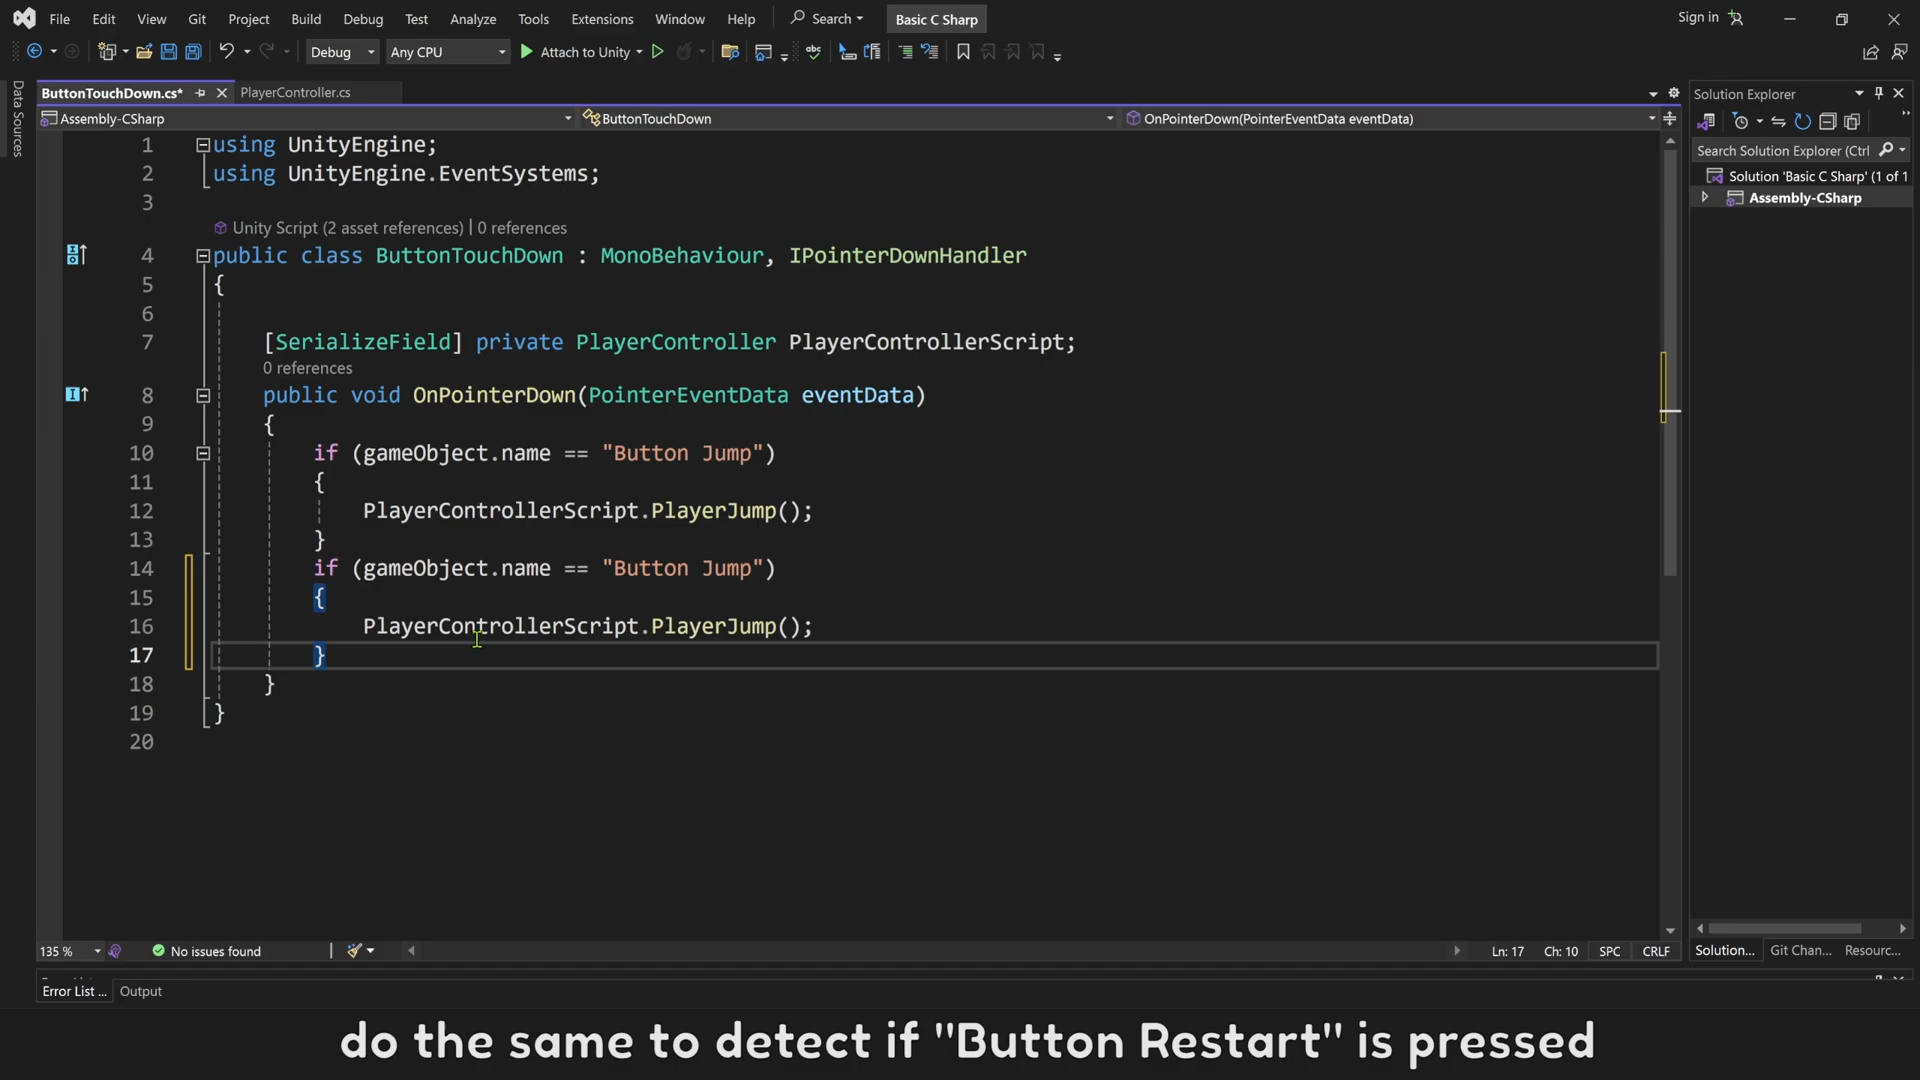 File Edit View Git Project Build Debug Test Analyze Tools Extensions Window Help Search Basic C Sharp Sign in
Debug Any CPU Attach to Unity
ButtonTouchDown.cs* PlayerController.cs
Assembly-CSharp ButtonTouchDown OnPointerDown(PointerEventData eventData)
Data Sources
1 using UnityEngine;
2 using UnityEngine.EventSystems;
3
Unity Script (2 asset references) | 0 references
4 public class ButtonTouchDown : MonoBehaviour, IPointerDownHandler
5 {
6
7 [SerializeField] private PlayerController PlayerControllerScript;
0 references
8 public void OnPointerDown(PointerEventData eventData)
9 {
10 if (gameObject.name == "Button Jump")
11 {
12 PlayerControllerScript.PlayerJump();
13 }
14 if (gameObject.name == "Button Jump")
15 {
16 PlayerControllerScript.PlayerJump();
17 }
18 }
19 }
20
Solution Explorer
Search Solution Explorer (Ctrl
Solution 'Basic C Sharp' (1 of 1
Assembly-CSharp
135 % No issues found Ln: 17 Ch: 10 SPC CRLF
Solution... Git Chan... Resourc...
Error List ... Output
do the same to detect if "Button Restart" is pressed